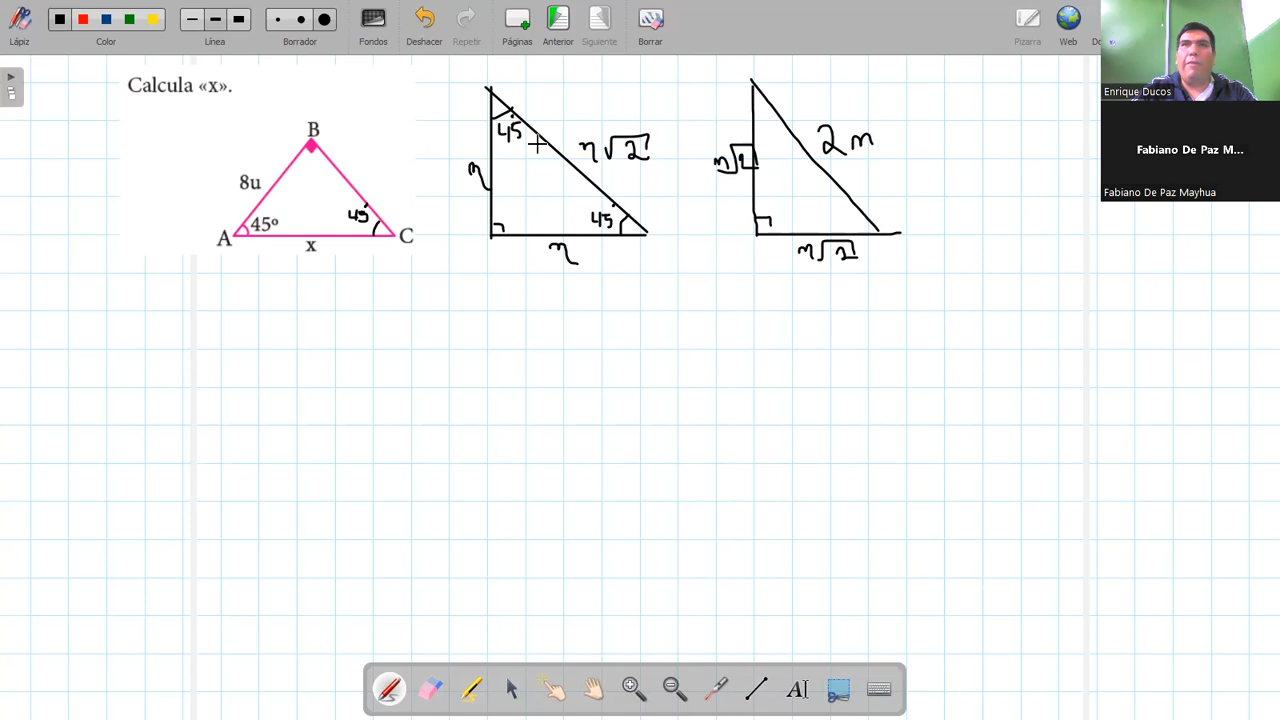 Lápiz
Color
Línea
Borrador
Fondos
Deshacer
Repetir
Páginas
Anterior
Siguiente
Borrar
Pizarra
Web
Enrique Ducos
Fabiano De Paz M...
Fabiano De Paz Mayhua
Calcula «x».
B
8u
45º
45
A
x
C
45
n
n√2
45
n
n√2
2n
n√2